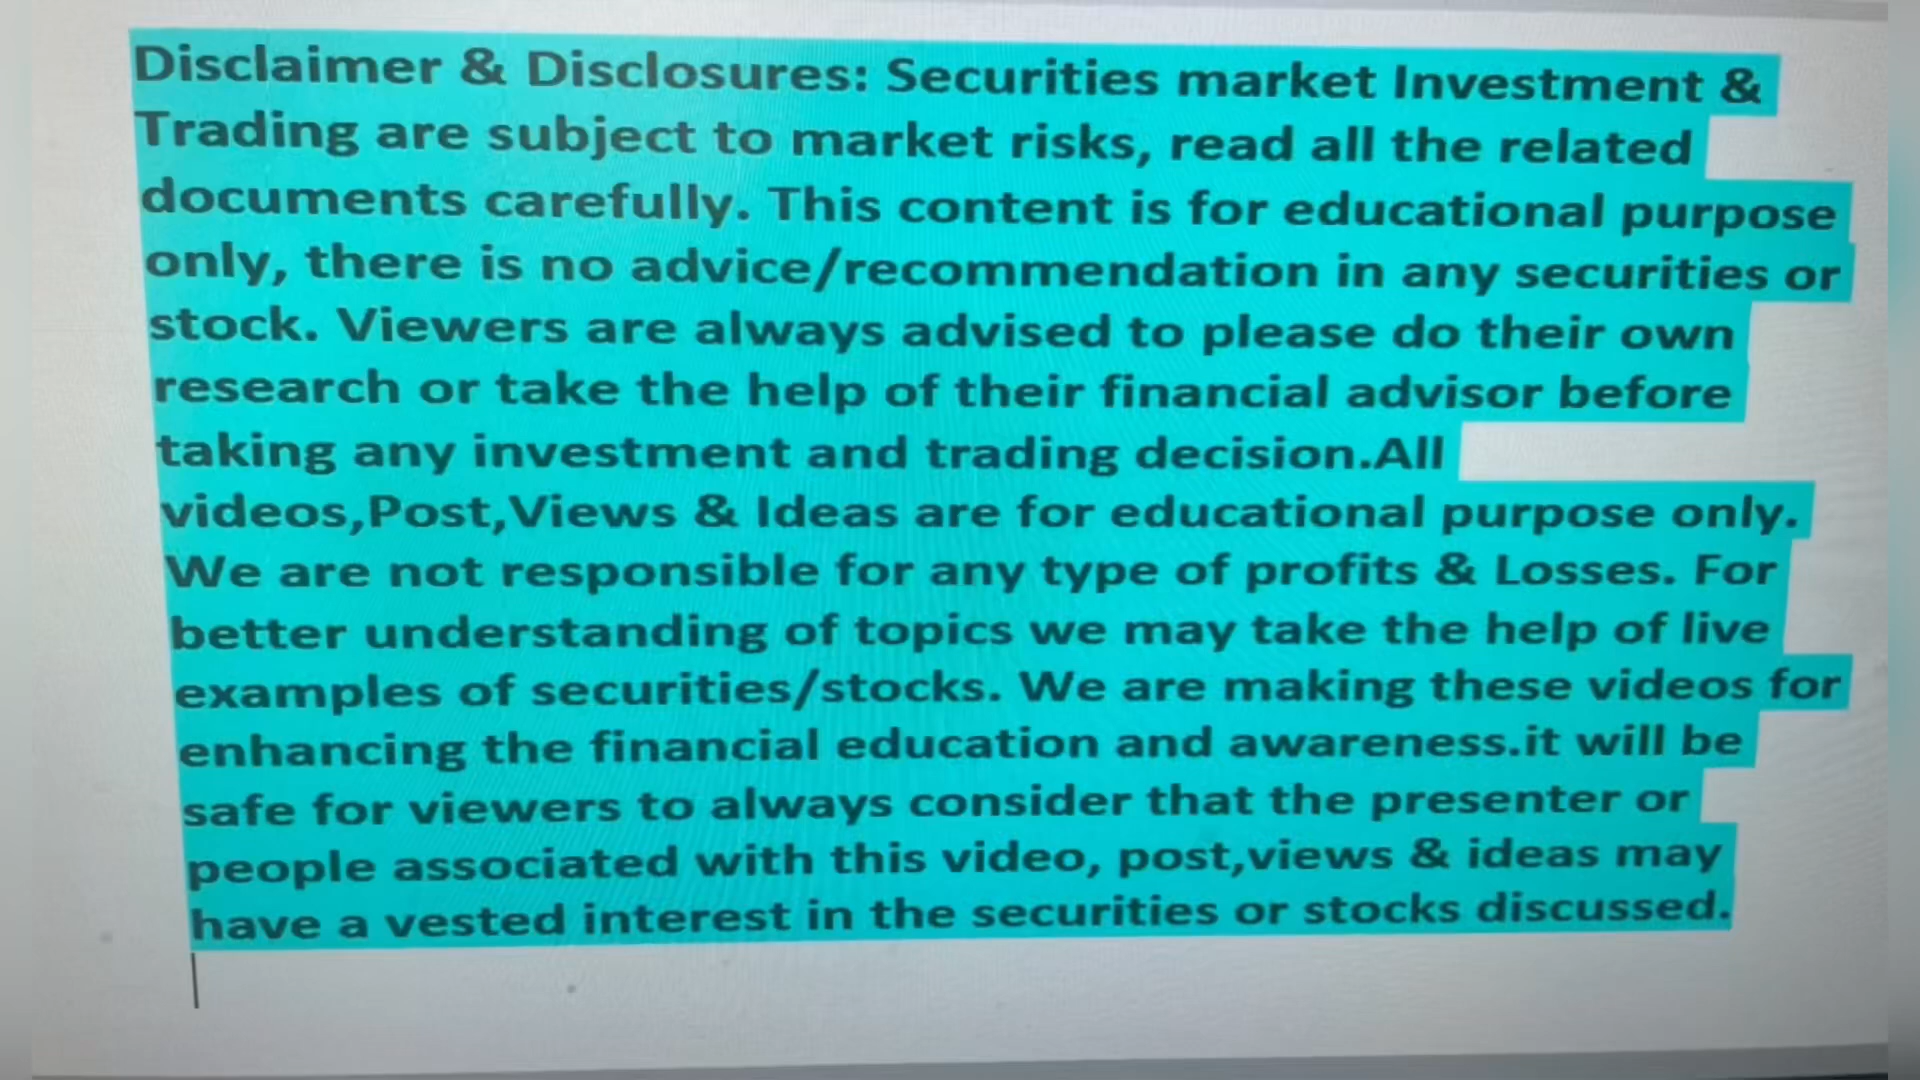 Disclaimer & Disclosures: Securities market Investment &
Trading are subject to market risks, read all the related
documents carefully. This content is for educational purpose
only, there is no advice/recommendation in any securities or
stock. Viewers are always advised to please do their own
research or take the help of their financial advisor before
taking any investment and trading decision.All
videos,Post,Views & Ideas are for educational purpose only.
We are not responsible for any type of profits & Losses. For
better understanding of topics we may take the help of live
examples of securities/stocks. We are making these videos for
enhancing the financial education and awareness.it will be
safe for viewers to always consider that the presenter or
people associated with this video, post,views & ideas may
have a vested interest in the securities or stocks discussed.